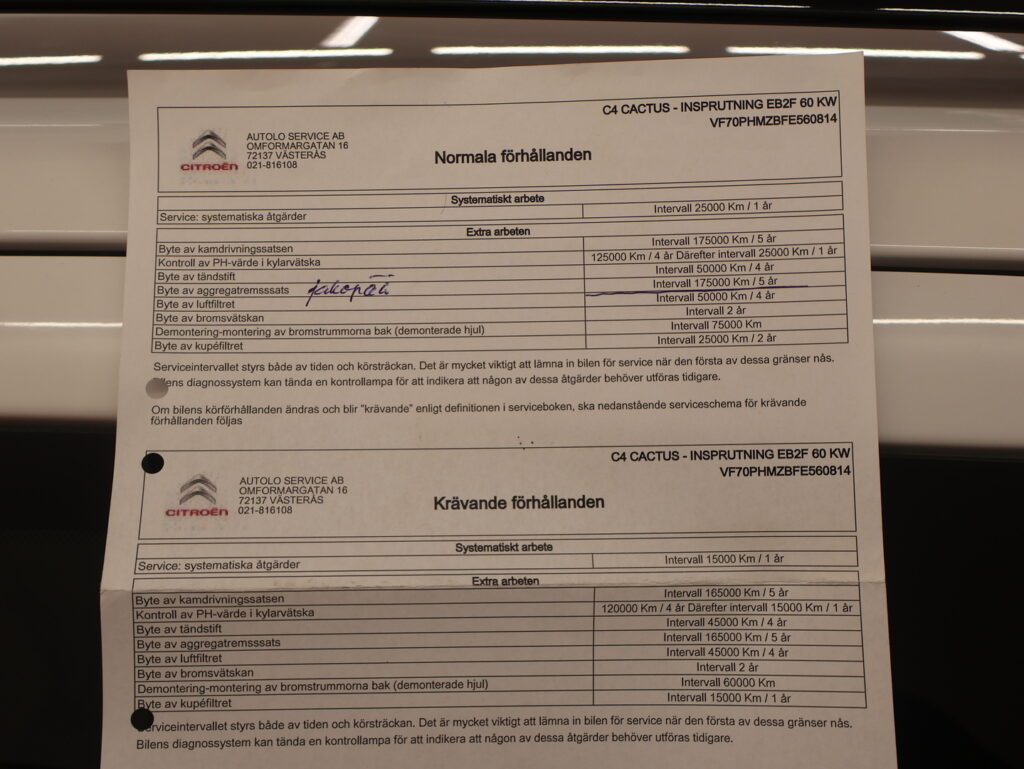 C4 CACTUS - INSPRUTNING EB2F 60 KW
VF70PHMZBFE560814
CITROËN
AUTOLO SERVICE AB
OMFORMARGATAN 16
72137 VÄSTERÅS
021-816108
Normala förhållanden
Systematiskt arbete
Service: systematiska åtgärder Intervall 25000 Km / 1 år
Extra arbeten
Byte av kamdrivningssatsen Intervall 175000 Km / 5 år
Kontroll av PH-värde i kylarvätska 125000 Km / 4 år Därefter intervall 25000 Km / 1 år
Byte av tändstift Intervall 50000 Km / 4 år
Byte av aggregatremsssats jakopää Intervall 175000 Km / 5 år
Byte av luftfiltret Intervall 50000 Km / 4 år
Byte av bromsvätskan Intervall 2 år
Demontering-montering av bromstrummorna bak (demonterade hjul) Intervall 75000 Km
Byte av kupéfiltret Intervall 25000 Km / 2 år
Serviceintervallet styrs både av tiden och körsträckan. Det är mycket viktigt att lämna in bilen för service när den första av dessa gränser nås.
Bilens diagnossystem kan tända en kontrollampa för att indikera att någon av dessa åtgärder behöver utföras tidigare.
Om bilens körförhållanden ändras och blir "krävande" enligt definitionen i serviceboken, ska nedanstående serviceschema för krävande
förhållanden följas
C4 CACTUS - INSPRUTNING EB2F 60 KW
VF70PHMZBFE560814
CITROËN
AUTOLO SERVICE AB
OMFORMARGATAN 16
72137 VÄSTERÅS
021-816108
Krävande förhållanden
Systematiskt arbete
Service: systematiska åtgärder Intervall 15000 Km / 1 år
Extra arbeten
Byte av kamdrivningssatsen Intervall 165000 Km / 5 år
Kontroll av PH-värde i kylarvätska 120000 Km / 4 år Därefter intervall 15000 Km / 1 år
Byte av tändstift Intervall 45000 Km / 4 år
Byte av aggregatremsssats Intervall 165000 Km / 5 år
Byte av luftfiltret Intervall 45000 Km / 4 år
Byte av bromsvätskan Intervall 2 år
Demontering-montering av bromstrummorna bak (demonterade hjul) Intervall 60000 Km
Byte av kupéfiltret Intervall 15000 Km / 1 år
Serviceintervallet styrs både av tiden och körsträckan. Det är mycket viktigt att lämna in bilen för service när den första av dessa gränser nås.
Bilens diagnossystem kan tända en kontrollampa för att indikera att någon av dessa åtgärder behöver utföras tidigare.